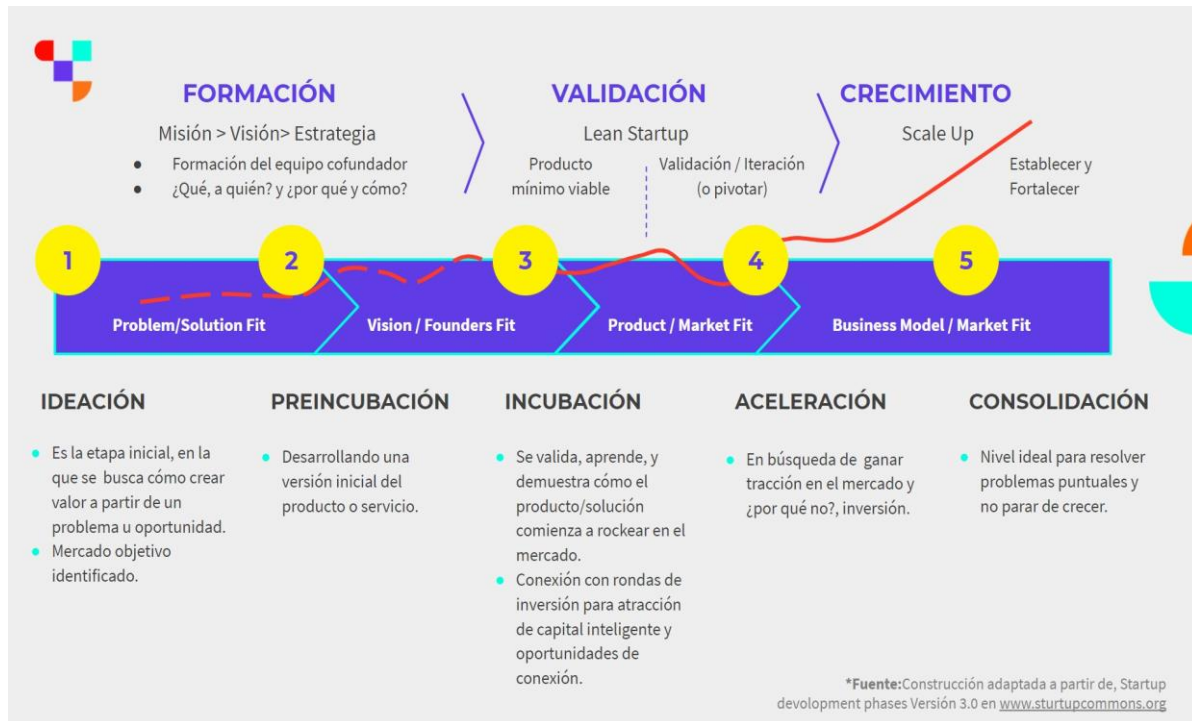 FORMACIÓN
Misión > Visión> Estrategia
● Formación del equipo cofundador
● ¿Qué, a quién? y ¿por qué y cómo?
VALIDACIÓN
Lean Startup
Producto
mínimo viable
Validación / Iteración
(o pivotar)
CRECIMIENTO
Scale Up
Establecer y
Fortalecer
1
2
3
4
5
Problem/Solution Fit
Vision / Founders Fit
Product / Market Fit
Business Model / Market Fit
IDEACIÓN
● Es la etapa inicial, en la
que se busca cómo crear
valor a partir de un
problema u oportunidad.
● Mercado objetivo
identificado.
PREINCUBACIÓN
● Desarrollando una
versión inicial del
producto o servicio.
INCUBACIÓN
● Se valida, aprende, y
demuestra cómo el
producto/solución
comienza a rockear en el
mercado.
● Conexión con rondas de
inversión para atracción
de capital inteligente y
oportunidades de
conexión.
ACELERACIÓN
● En búsqueda de ganar
tracción en el mercado y
¿por qué no?, inversión.
CONSOLIDACIÓN
● Nivel ideal para resolver
problemas puntuales y
no parar de crecer.
*Fuente:Construcción adaptada a partir de, Startup
devolopment phases Versión 3.0 en www.sturtupcommons.org